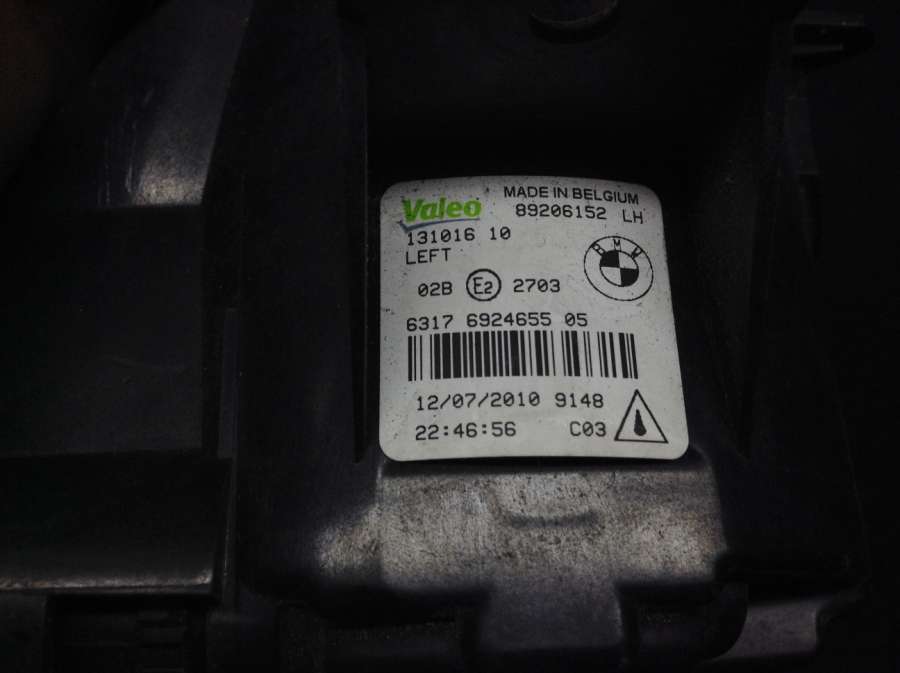 Valeo MADE IN BELGIUM
89206152 LH
131016 10
LEFT
BMW
02B E2 2703
6317 6924655 05
12/07/2010 9148
22:46:56 C03